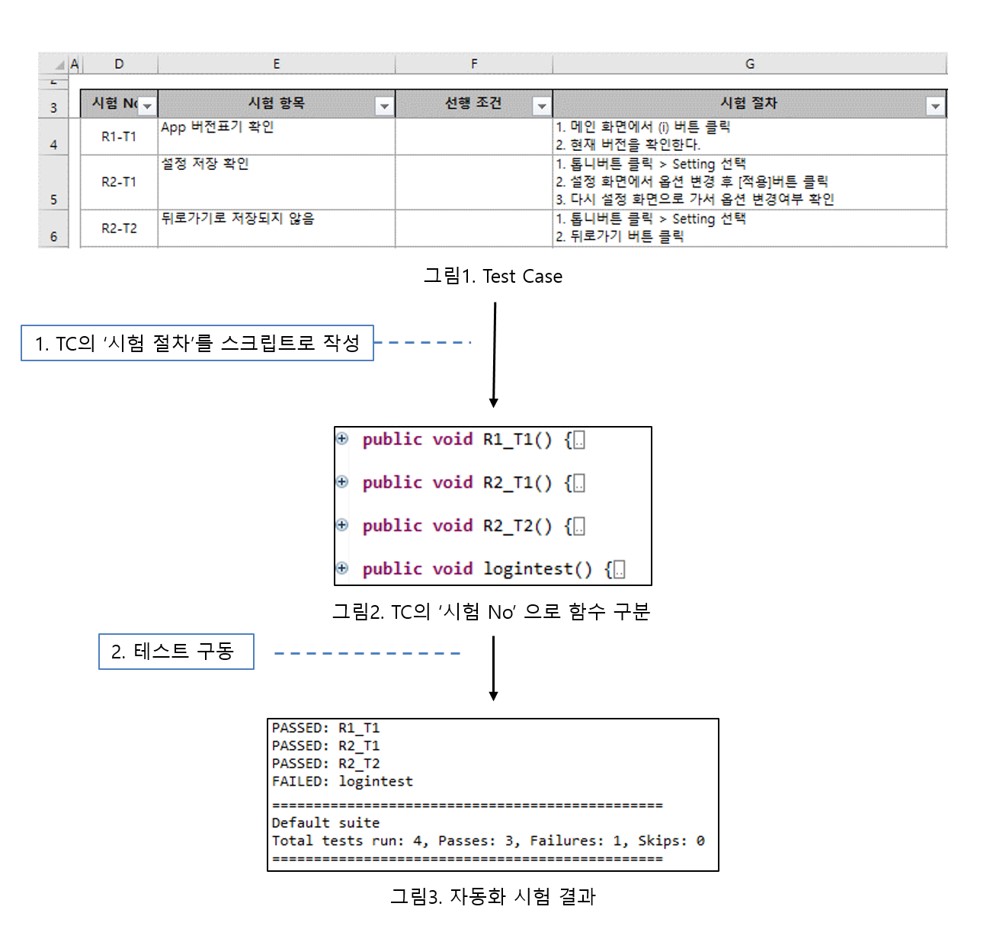 A D E F G
3 시험 No 시험 항목 선행 조건 시험 절차
4 R1-T1 App 버전표기 확인 1. 메인 화면에서 (i) 버튼 클릭
2. 현재 버전을 확인한다.
5 R2-T1 설정 저장 확인 1. 톱니버튼 클릭 > Setting 선택
2. 설정 화면에서 옵션 변경 후 [적용]버튼 클릭
3. 다시 설정 화면으로 가서 옵션 변경여부 확인
6 R2-T2 뒤로가기로 저장되지 않음 1. 톱니버튼 클릭 > Setting 선택
2. 뒤로가기 버튼 클릭
그림1. Test Case
1. TC의 ‘시험 절차’를 스크립트로 작성
public void R1_T1() {..
public void R2_T1() {..
public void R2_T2() {..
public void logintest() {..
그림2. TC의 ‘시험 No’ 으로 함수 구분
2. 테스트 구동
PASSED: R1_T1
PASSED: R2_T1
PASSED: R2_T2
FAILED: logintest
===============================================
Default suite
Total tests run: 4, Passes: 3, Failures: 1, Skips: 0
===============================================
그림3. 자동화 시험 결과